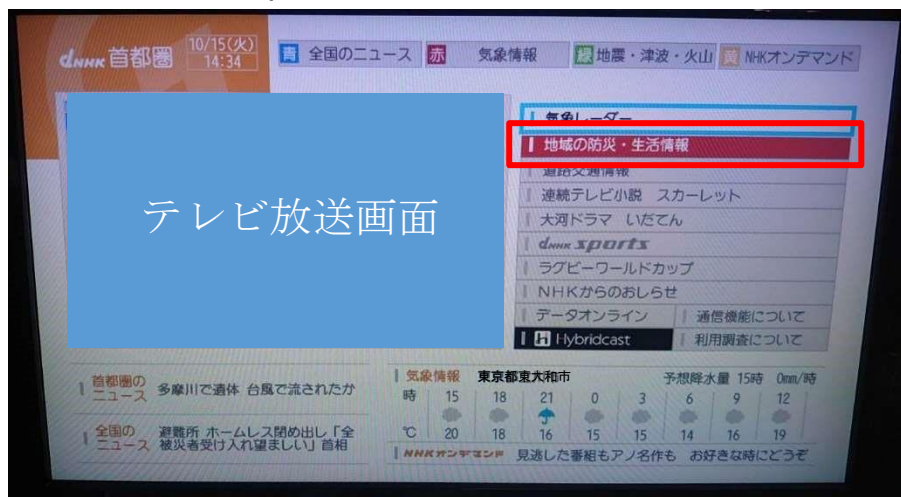 dNHK 首都圏 10/15(火) 14:34
青 全国のニュース 赤 気象情報 緑 地震・津波・火山 黄 NHKオンデマンド
気象レーダー
地域の防災・生活情報
道路交通情報
連続テレビ小説 スカーレット
大河ドラマ いだてん
dNHK sports
ラグビーワールドカップ
NHKからのおしらせ
データオンライン 通信機能について
Hybridcast 利用調査について
テレビ放送画面
首都圏のニュース 多摩川で遺体 台風で流されたか
全国のニュース 避難所 ホームレス閉め出し「全
被災者受け入れ望ましい」首相
気象情報 東京都東大和市 予想降水量 15時 0mm/時
時 15 18 21 0 3 6 9 12
℃ 20 18 16 15 15 14 16 19
NHKオンデマンド 見逃した番組もアノ名作も お好きな時にどうぞ